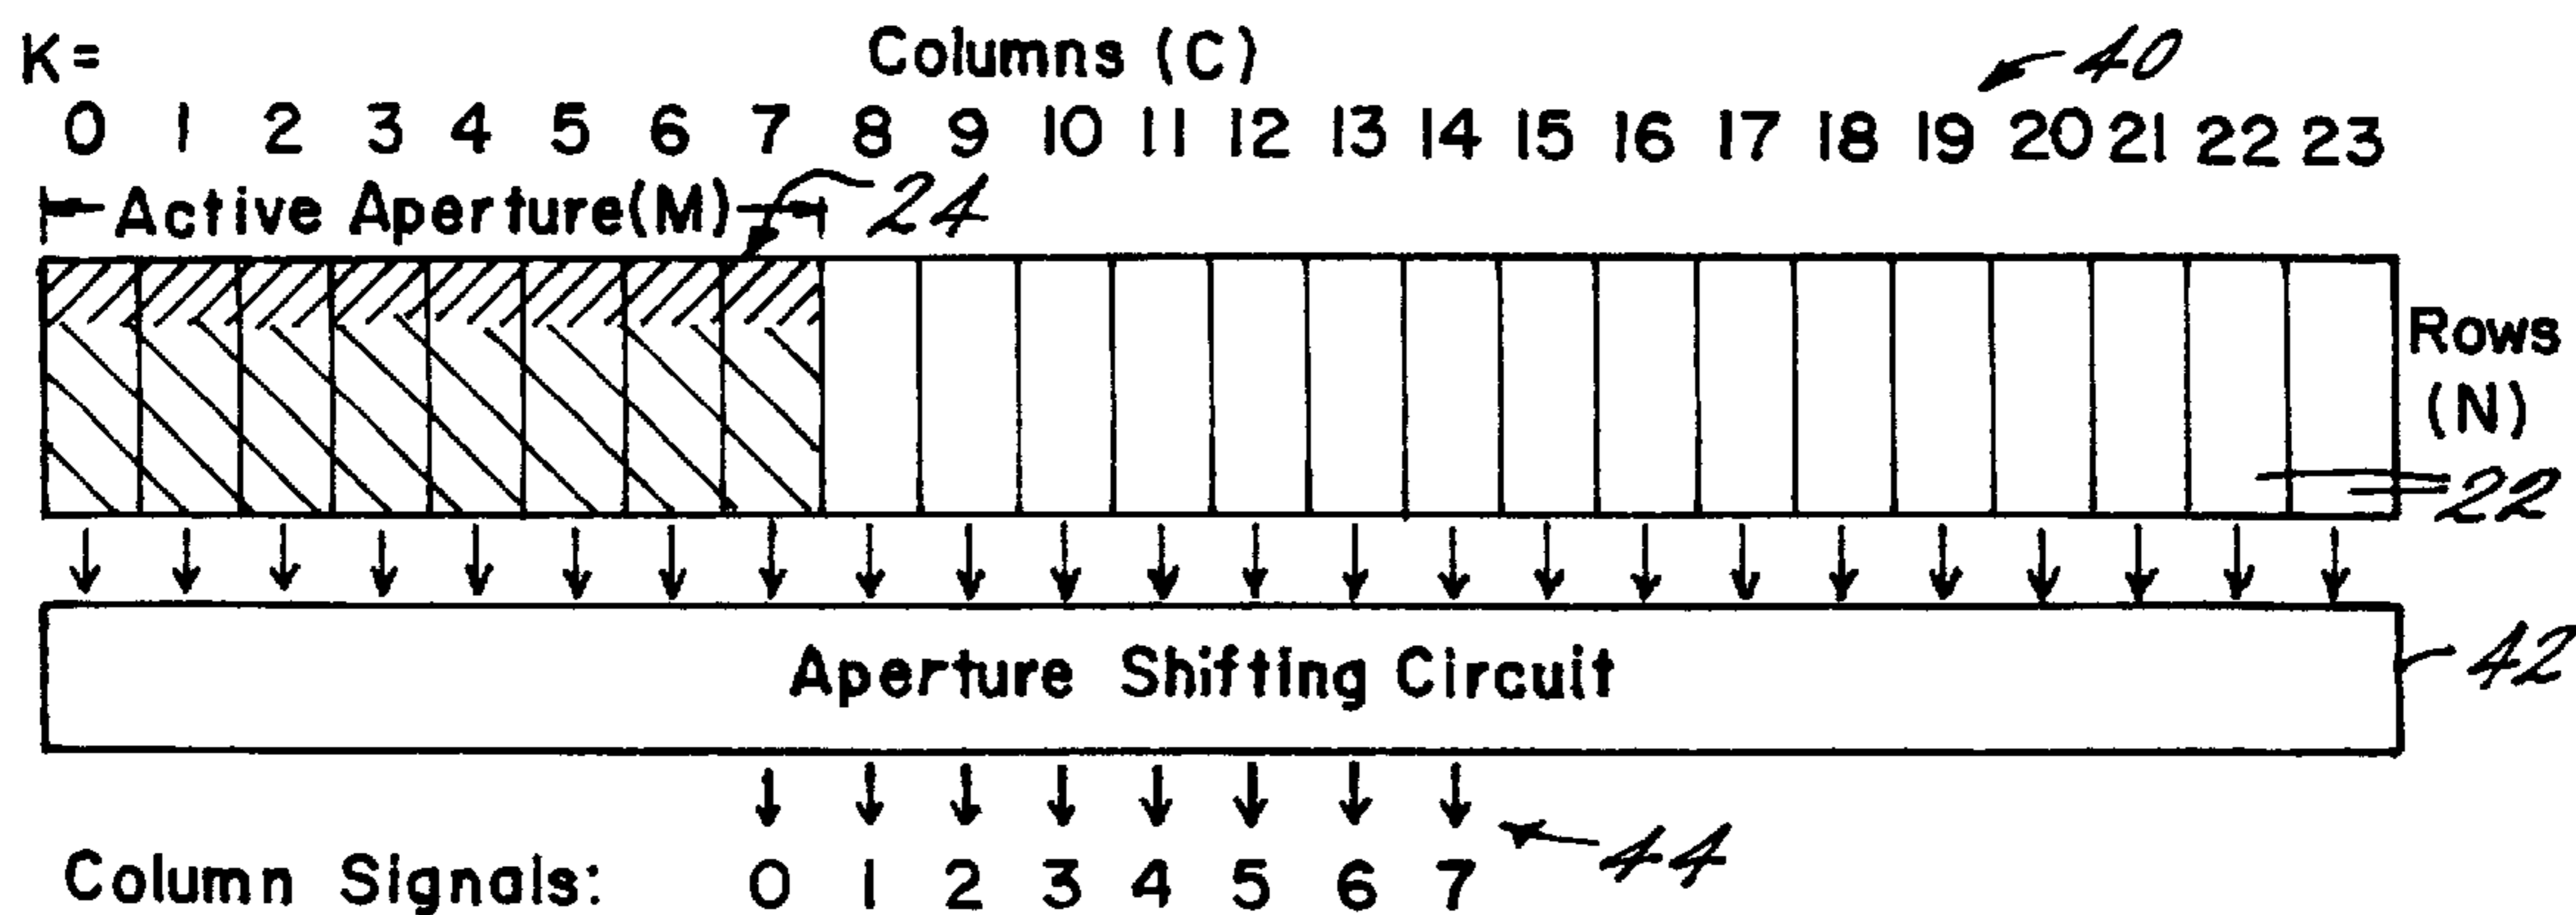 K=
Columns (C)
40
0 1 2 3 4 5 6 7 8 9 10 11 12 13 14 15 16 17 18 19 20 21 22 23
Active Aperture(M)
24
Rows
(N)
22
Aperture Shifting Circuit
42
44
Column Signals: 0 1 2 3 4 5 6 7